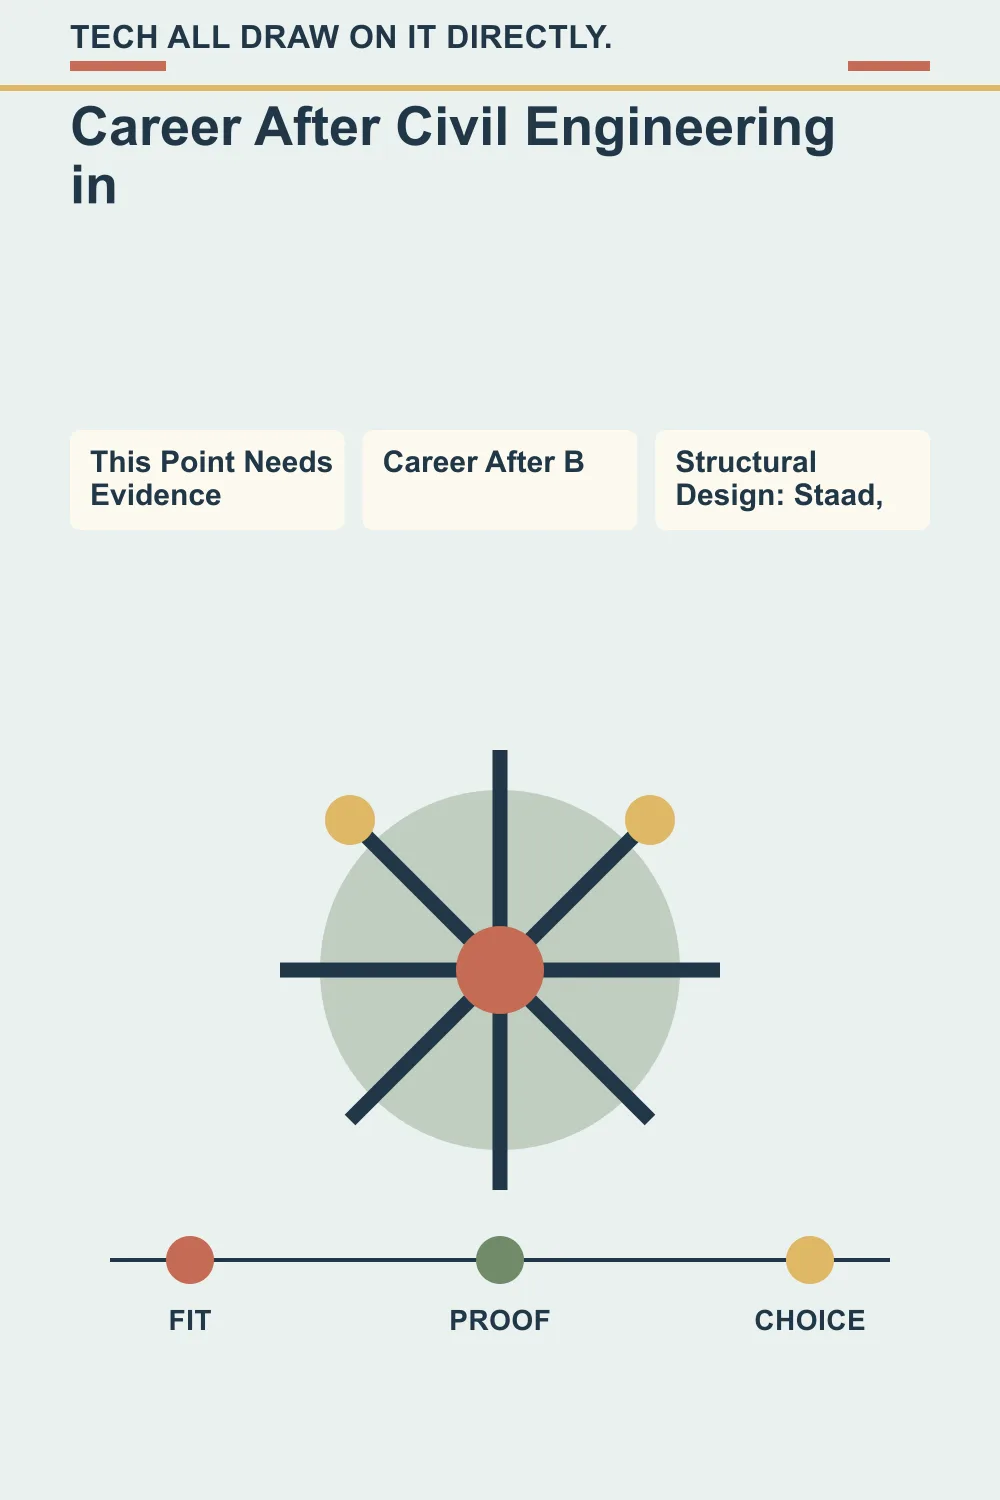 TECH ALL DRAW ON IT DIRECTLY.
Career After Civil Engineering
in
This Point Needs
Evidence
Career After B
Structural
Design: Staad,
FIT
PROOF
CHOICE